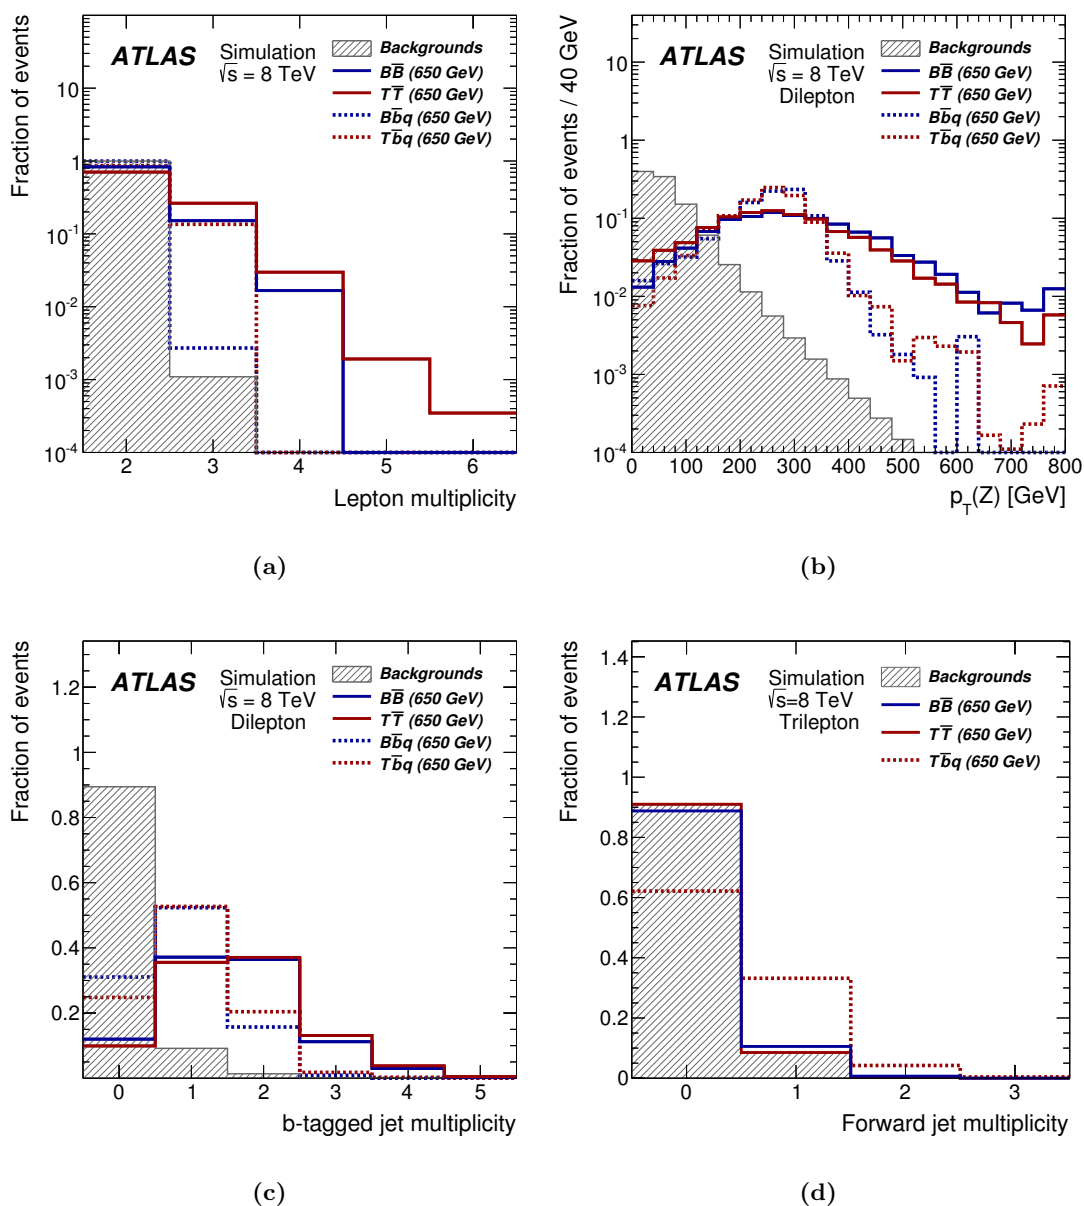 Fraction of events
ATLAS Simulation
√s = 8 TeV
Backgrounds
BB̅ (650 GeV)
TT̅ (650 GeV)
Bb̅q (650 GeV)
Tb̅q (650 GeV)
10
1
10⁻¹
10⁻²
10⁻³
10⁻⁴
2 3 4 5 6
Lepton multiplicity
(a)
Fraction of events / 40 GeV
ATLAS Simulation
√s = 8 TeV
Dilepton
Backgrounds
BB̅ (650 GeV)
TT̅ (650 GeV)
Bb̅q (650 GeV)
Tb̅q (650 GeV)
10
1
10⁻¹
10⁻²
10⁻³
10⁻⁴
0 100 200 300 400 500 600 700 800
p_T(Z) [GeV]
(b)
Fraction of events
ATLAS Simulation
√s = 8 TeV
Dilepton
Backgrounds
BB̅ (650 GeV)
TT̅ (650 GeV)
Bb̅q (650 GeV)
Tb̅q (650 GeV)
1.2
1
0.8
0.6
0.4
0.2
0
0 1 2 3 4 5
b-tagged jet multiplicity
(c)
Fraction of events
ATLAS Simulation
√s=8 TeV
Trilepton
Backgrounds
BB̅ (650 GeV)
TT̅ (650 GeV)
Tb̅q (650 GeV)
1.4
1.2
1
0.8
0.6
0.4
0.2
0
0 1 2 3
Forward jet multiplicity
(d)